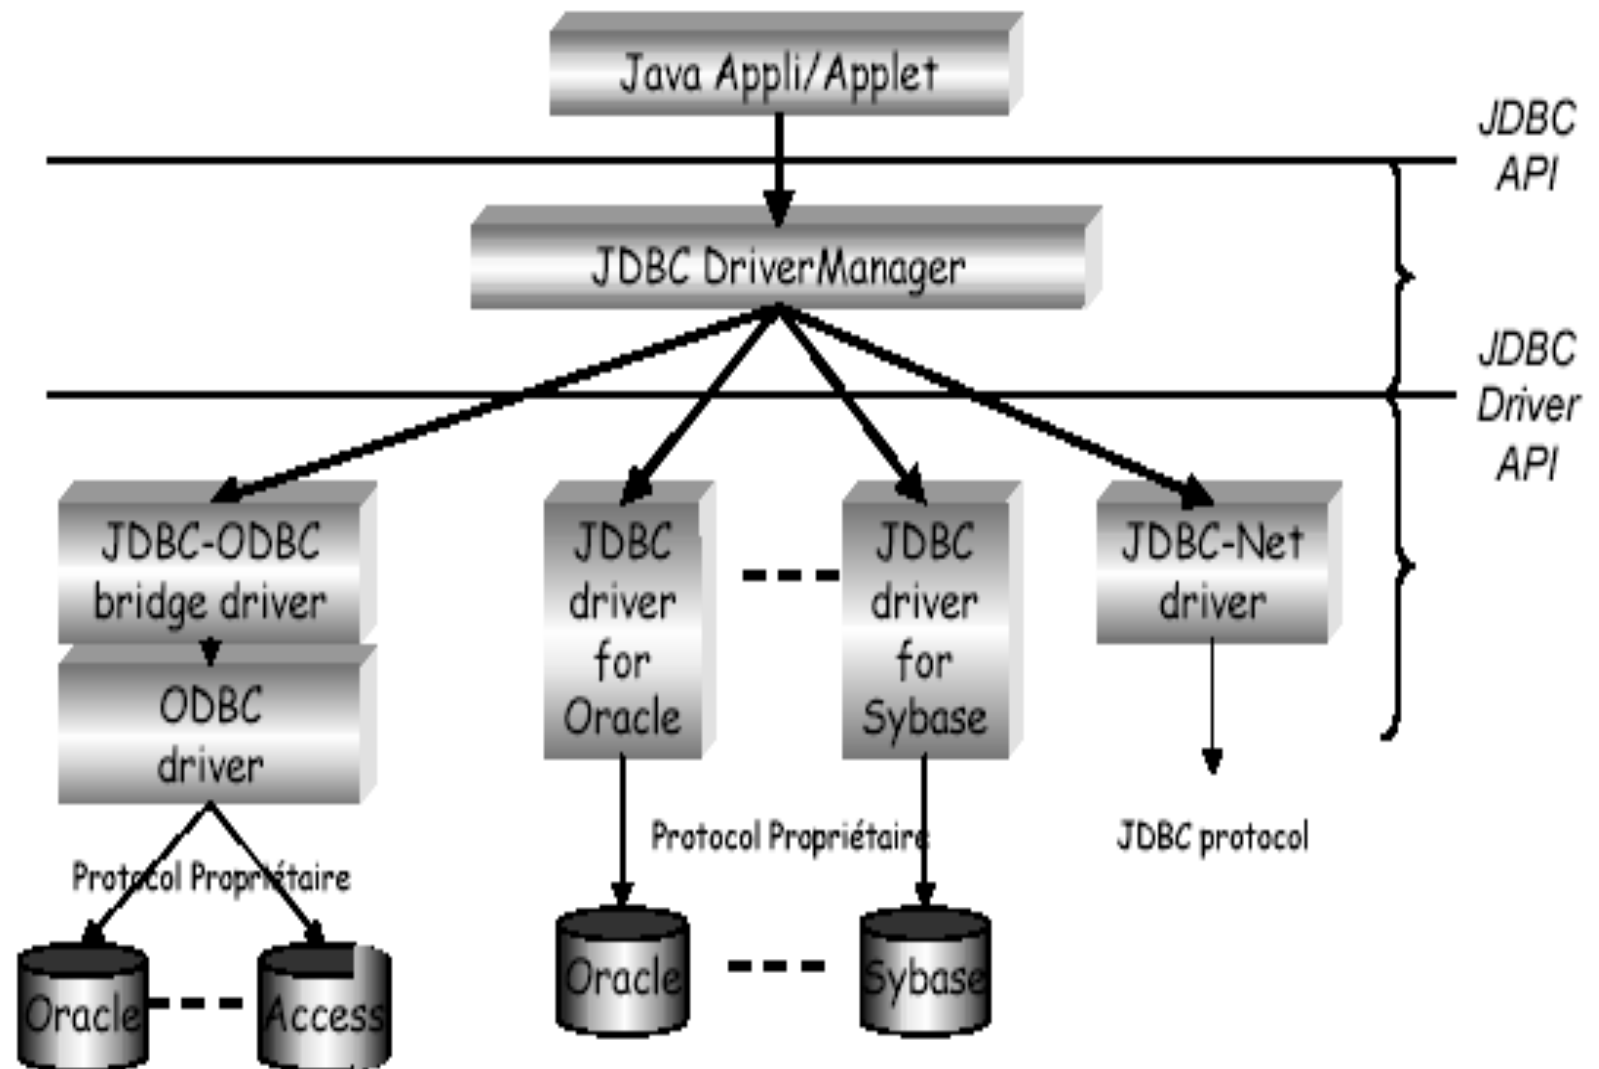 Java Appli/Applet
JDBC
API
JDBC DriverManager
JDBC
Driver
API
JDBC-ODBC
bridge driver
JDBC
driver
for
Oracle
JDBC
driver
for
Sybase
JDBC-Net
driver
ODBC
driver
Protocol Propriétaire
JDBC protocol
Protocol Propriétaire
Oracle
Access
Oracle
Sybase